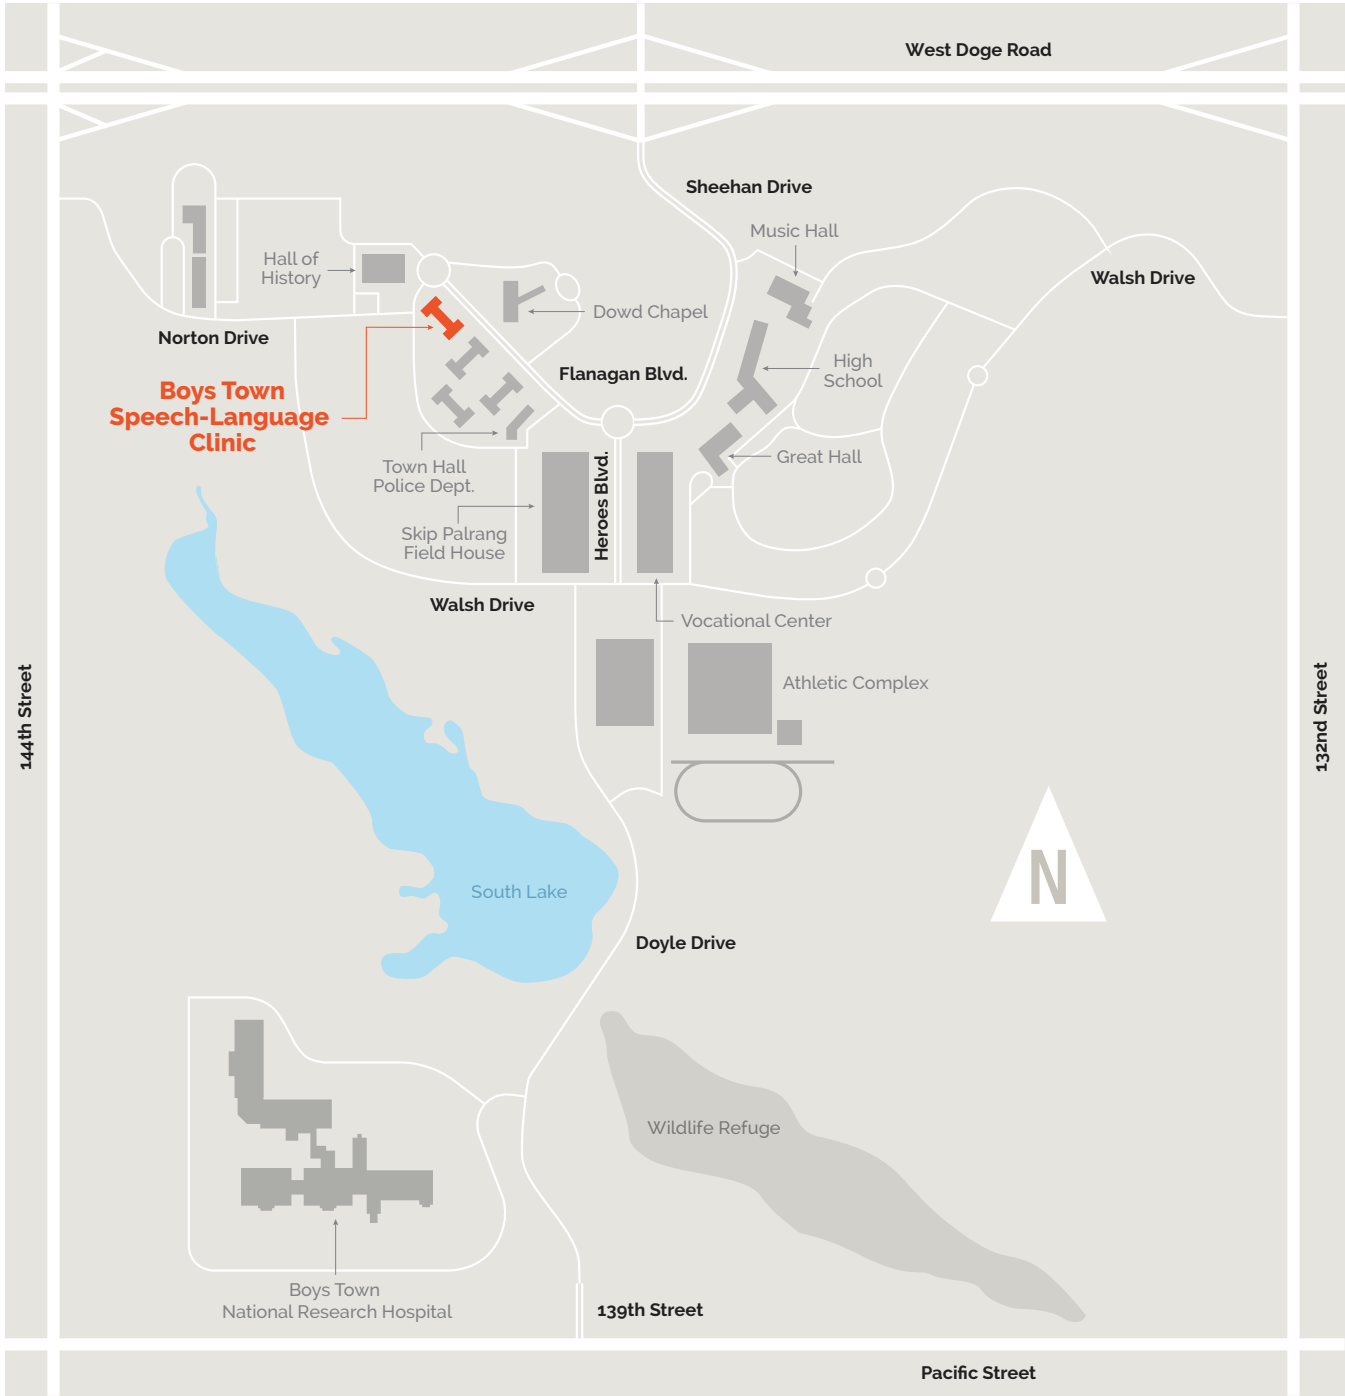 West Doge Road
Sheehan Drive
Music Hall
Hall of
History
Walsh Drive
Dowd Chapel
Norton Drive
Flanagan Blvd.
High
School
Boys Town
Speech-Language
Clinic
Great Hall
Town Hall
Police Dept.
Heroes Blvd.
Skip Palrang
Field House
Walsh Drive
Vocational Center
144th Street
132nd Street
Athletic Complex
N
South Lake
Doyle Drive
Wildlife Refuge
Boys Town
National Research Hospital
139th Street
Pacific Street